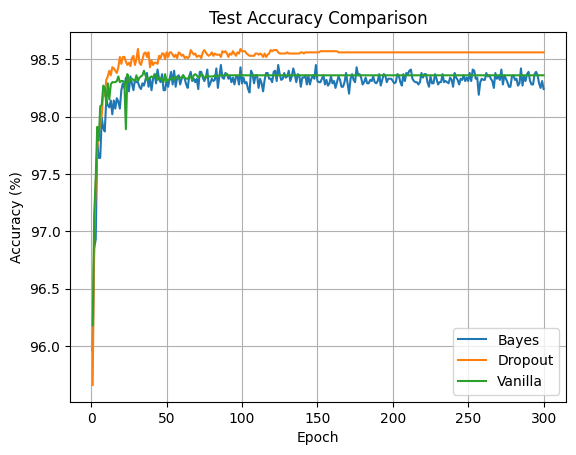 Test Accuracy Comparison
Accuracy (%)
98.5
98.0
97.5
97.0
96.5
96.0
0 50 100 150 200 250 300
Epoch
Bayes
Dropout
Vanilla